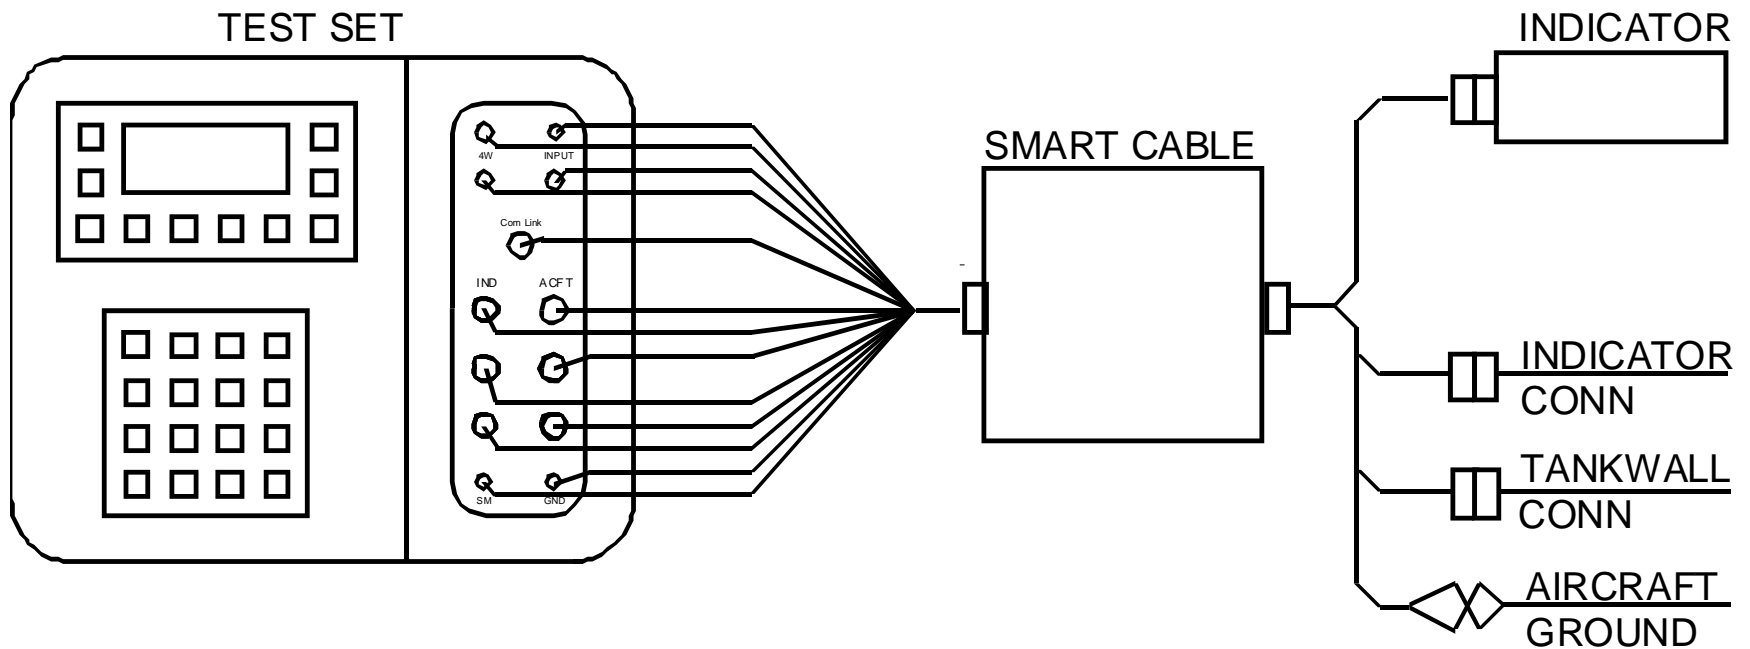 TEST SET
INDICATOR
SMART CABLE
4W INPUT
Com Link
IND ACFT
SM GND
INDICATOR
CONN
TANKWALL
CONN
AIRCRAFT
GROUND